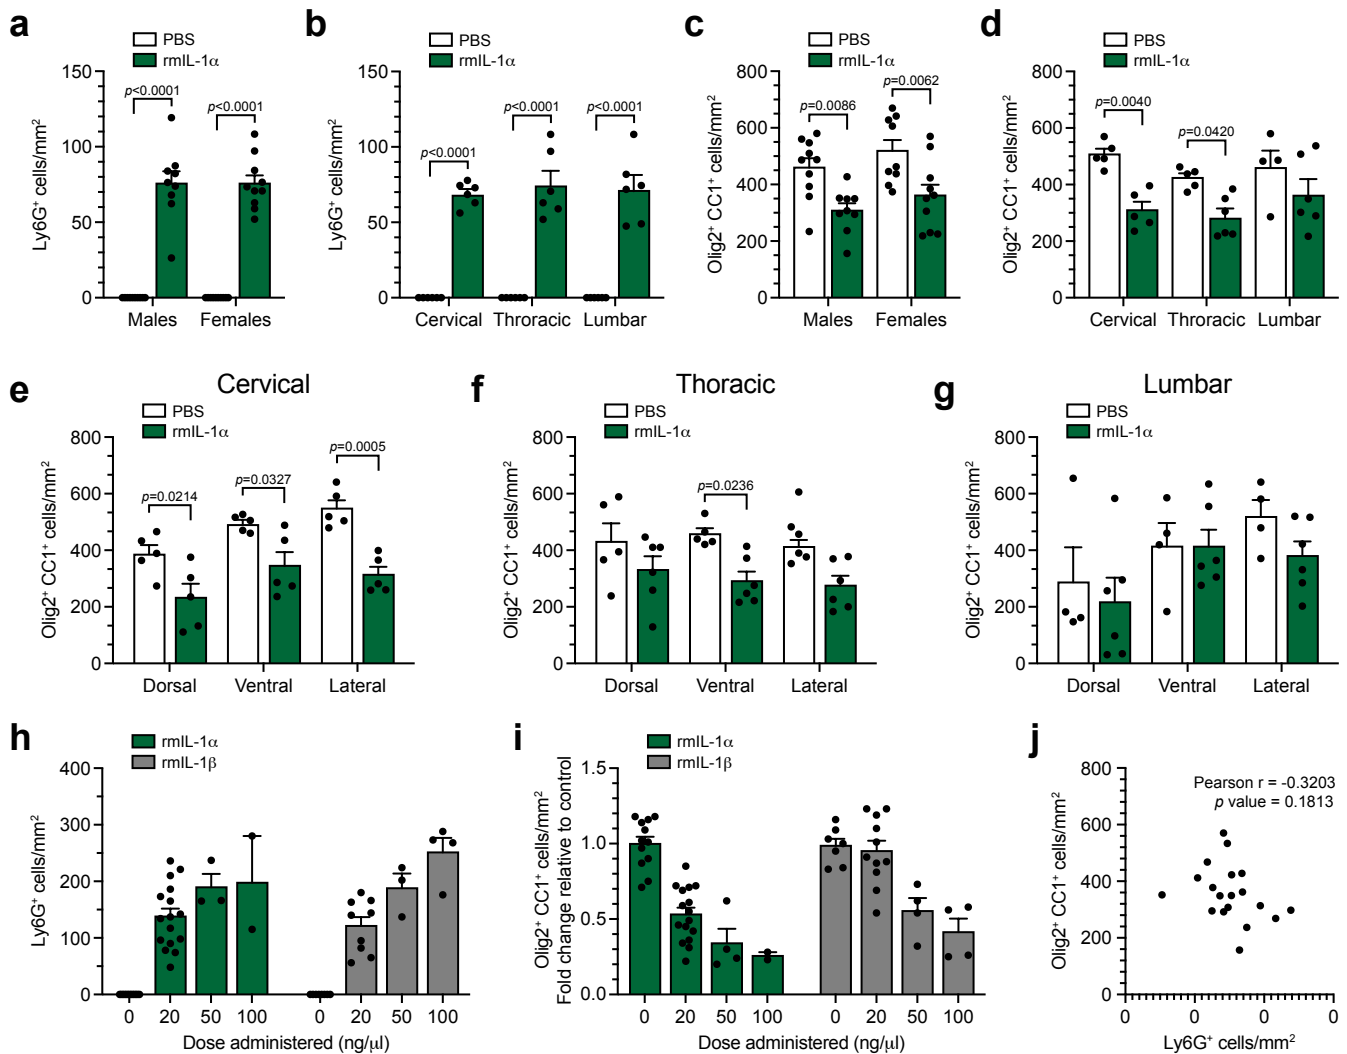 a
PBS
rmIL-1α
Ly6G⁺ cells/mm²
150
100
50
0
p<0.0001
p<0.0001
Males
Females
b
PBS
rmIL-1α
Ly6G⁺ cells/mm²
150
100
50
0
p<0.0001
p<0.0001
p<0.0001
Cervical
Throracic
Lumbar
c
PBS
rmIL-1α
Olig2⁺ CC1⁺ cells/mm²
800
600
400
200
0
p=0.0086
p=0.0062
Males
Females
d
PBS
rmIL-1α
Olig2⁺ CC1⁺ cells/mm²
800
600
400
200
0
p=0.0040
p=0.0420
Cervical
Throracic
Lumbar
e
Cervical
PBS
rmIL-1α
Olig2⁺ CC1⁺ cells/mm²
800
600
400
200
0
p=0.0214
p=0.0327
p=0.0005
Dorsal
Ventral
Lateral
f
Thoracic
PBS
rmIL-1α
Olig2⁺ CC1⁺ cells/mm²
800
600
400
200
0
p=0.0236
Dorsal
Ventral
Lateral
g
Lumbar
PBS
rmIL-1α
Olig2⁺ CC1⁺ cells/mm²
800
600
400
200
0
Dorsal
Ventral
Lateral
h
rmIL-1α
rmIL-1β
Ly6G⁺ cells/mm²
400
300
200
100
0
0 20 50 100 0 20 50 100
Dose administered (ng/μl)
i
rmIL-1α
rmIL-1β
Olig2⁺ CC1⁺ cells/mm²
Fold change relative to control
1.5
1.0
0.5
0.0
0 20 50 100 0 20 50 100
Dose administered (ng/μl)
j
Pearson r = -0.3203
p value = 0.1813
Olig2⁺ CC1⁺ cells/mm²
800
600
400
200
0
0 0 0 0
Ly6G⁺ cells/mm²